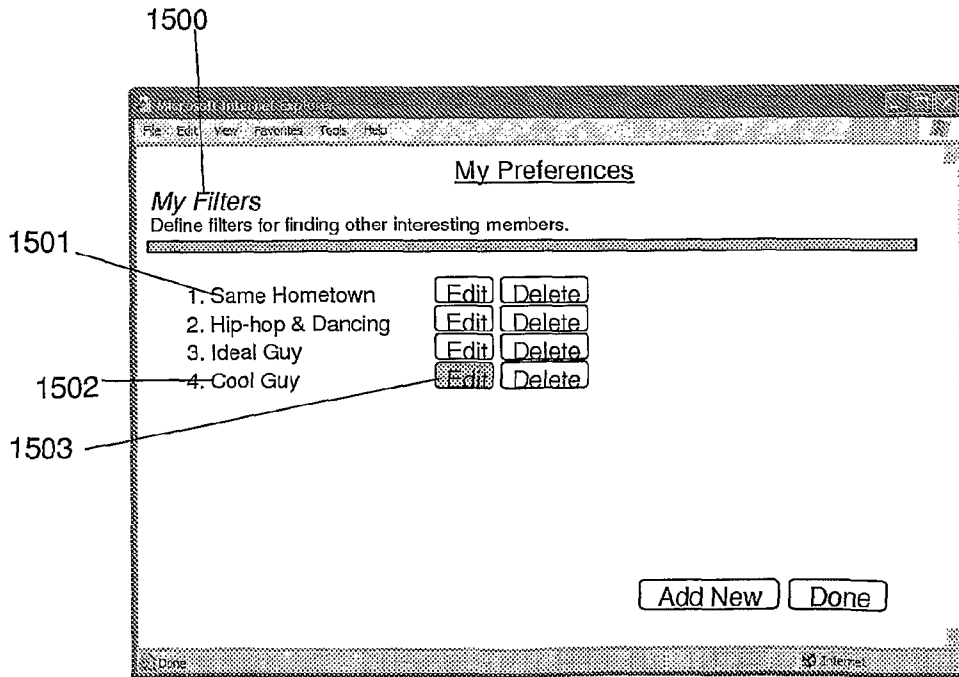 1500
Microsoft Internet Explorer
File Edit View Favorites Tools Help
My Preferences
My Filters
Define filters for finding other interesting members.
1501
1. Same Hometown Edit Delete
2. Hip-hop & Dancing Edit Delete
3. Ideal Guy Edit Delete
1502
4. Cool Guy Edit Delete
1503
Add New Done
Done Internet